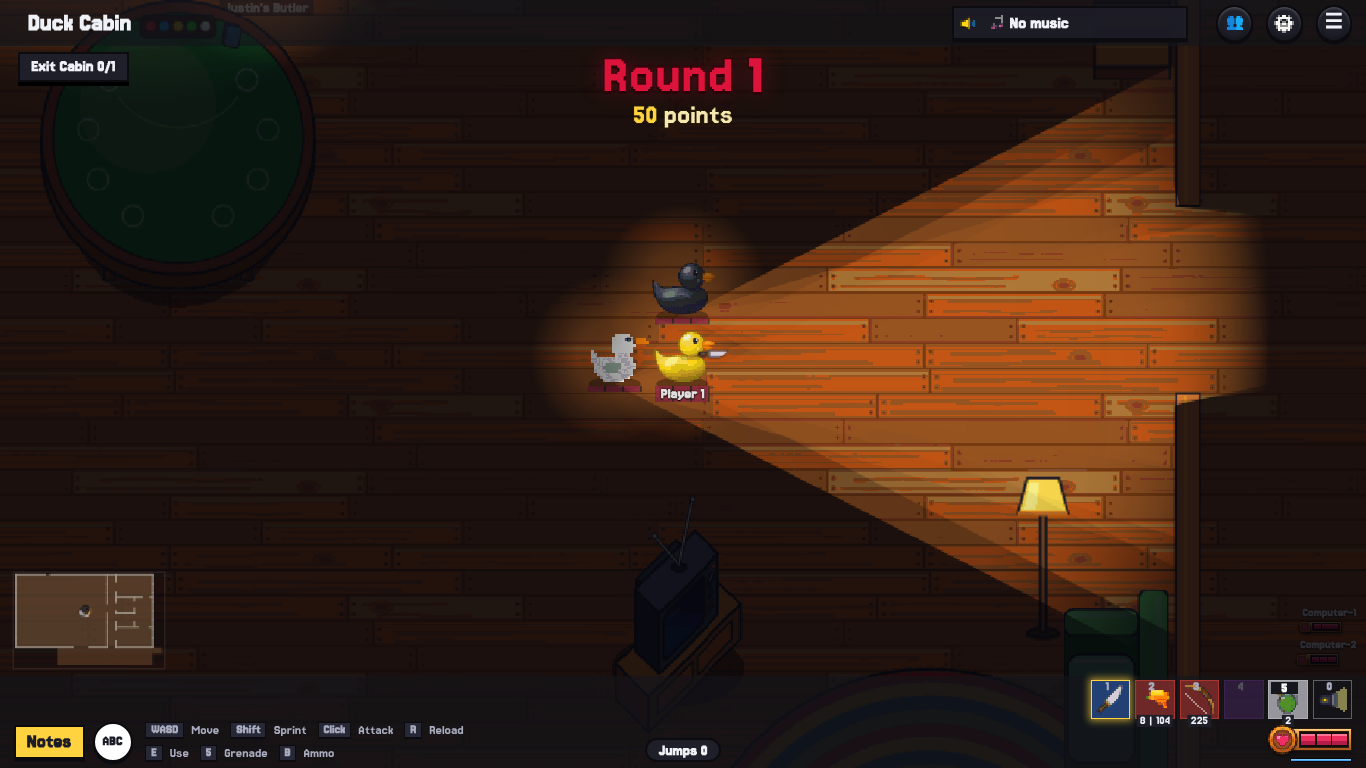 Justin's Butler
Duck Cabin
No music
Exit Cabin 0/1
Round 1
50 points
Player 1
Computer-1
Computer-2
1 2 3 4 5 0
8 | 104 225 2
Notes
ABC
WASD Move Shift Sprint Click Attack R Reload
E Use 5 Grenade B Ammo
Jumps 0